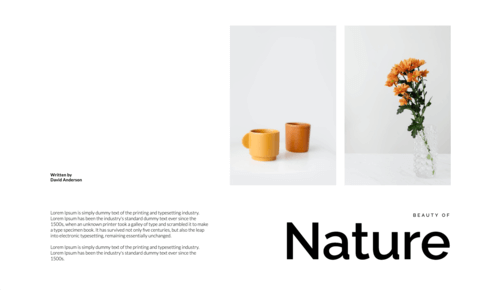 Written by
David Anderson
Lorem Ipsum is simply dummy text of the printing and typesetting industry.
Lorem Ipsum has been the industry's standard dummy text ever since the
1500s, when an unknown printer took a galley of type and scrambled it to make
a type specimen book. It has survived not only five centuries, but also the leap
into electronic typesetting, remaining essentially unchanged.
Lorem Ipsum is simply dummy text of the printing and typesetting industry.
Lorem Ipsum has been the industry's standard dummy text ever since the
1500s.
BEAUTY OF
Nature